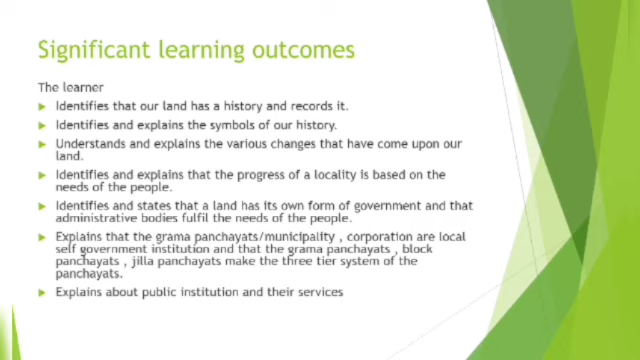 Significant learning outcomes
The learner
Identifies that our land has a history and records it.
Identifies and explains the symbols of our history.
Understands and explains the various changes that have come upon our
land.
Identifies and explains that the progress of a locality is based on the
needs of the people.
Identifies and states that a land has its own form of government and that
administrative bodies fulfil the needs of the people.
Explains that the grama panchayats/municipality , corporation are local
self government institution and that the grama panchayats , block
panchayats , jilla panchayats make the three tier system of the
panchayats.
Explains about public institution and their services